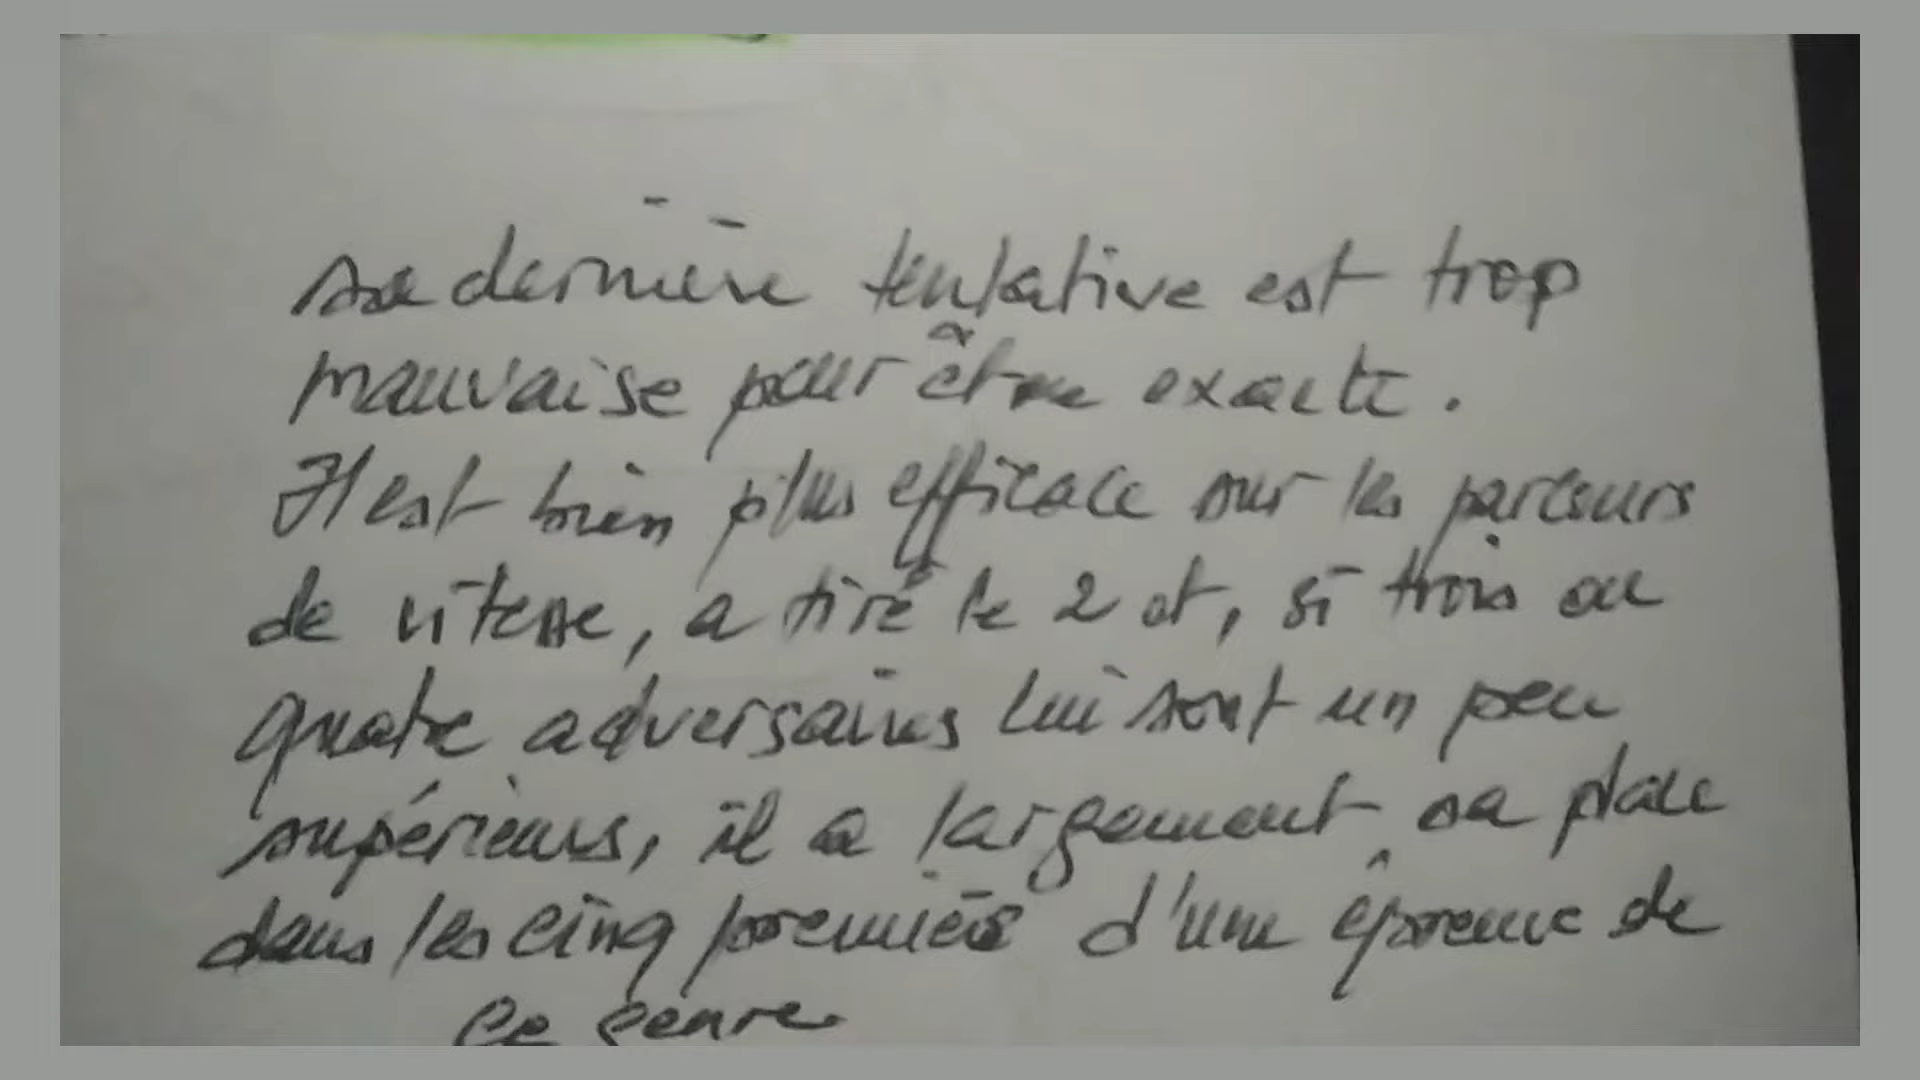 sa dernière tentative est trop
mauvaise pour être exacte.
Il est bien plus efficace sur les parcours
de vitesse, a tiré le 2 et, si trois ou
quatre adversaires lui sont un peu
supérieurs, il a largement sa place
dans les cinq premiers d'une épreuve de
ce genre